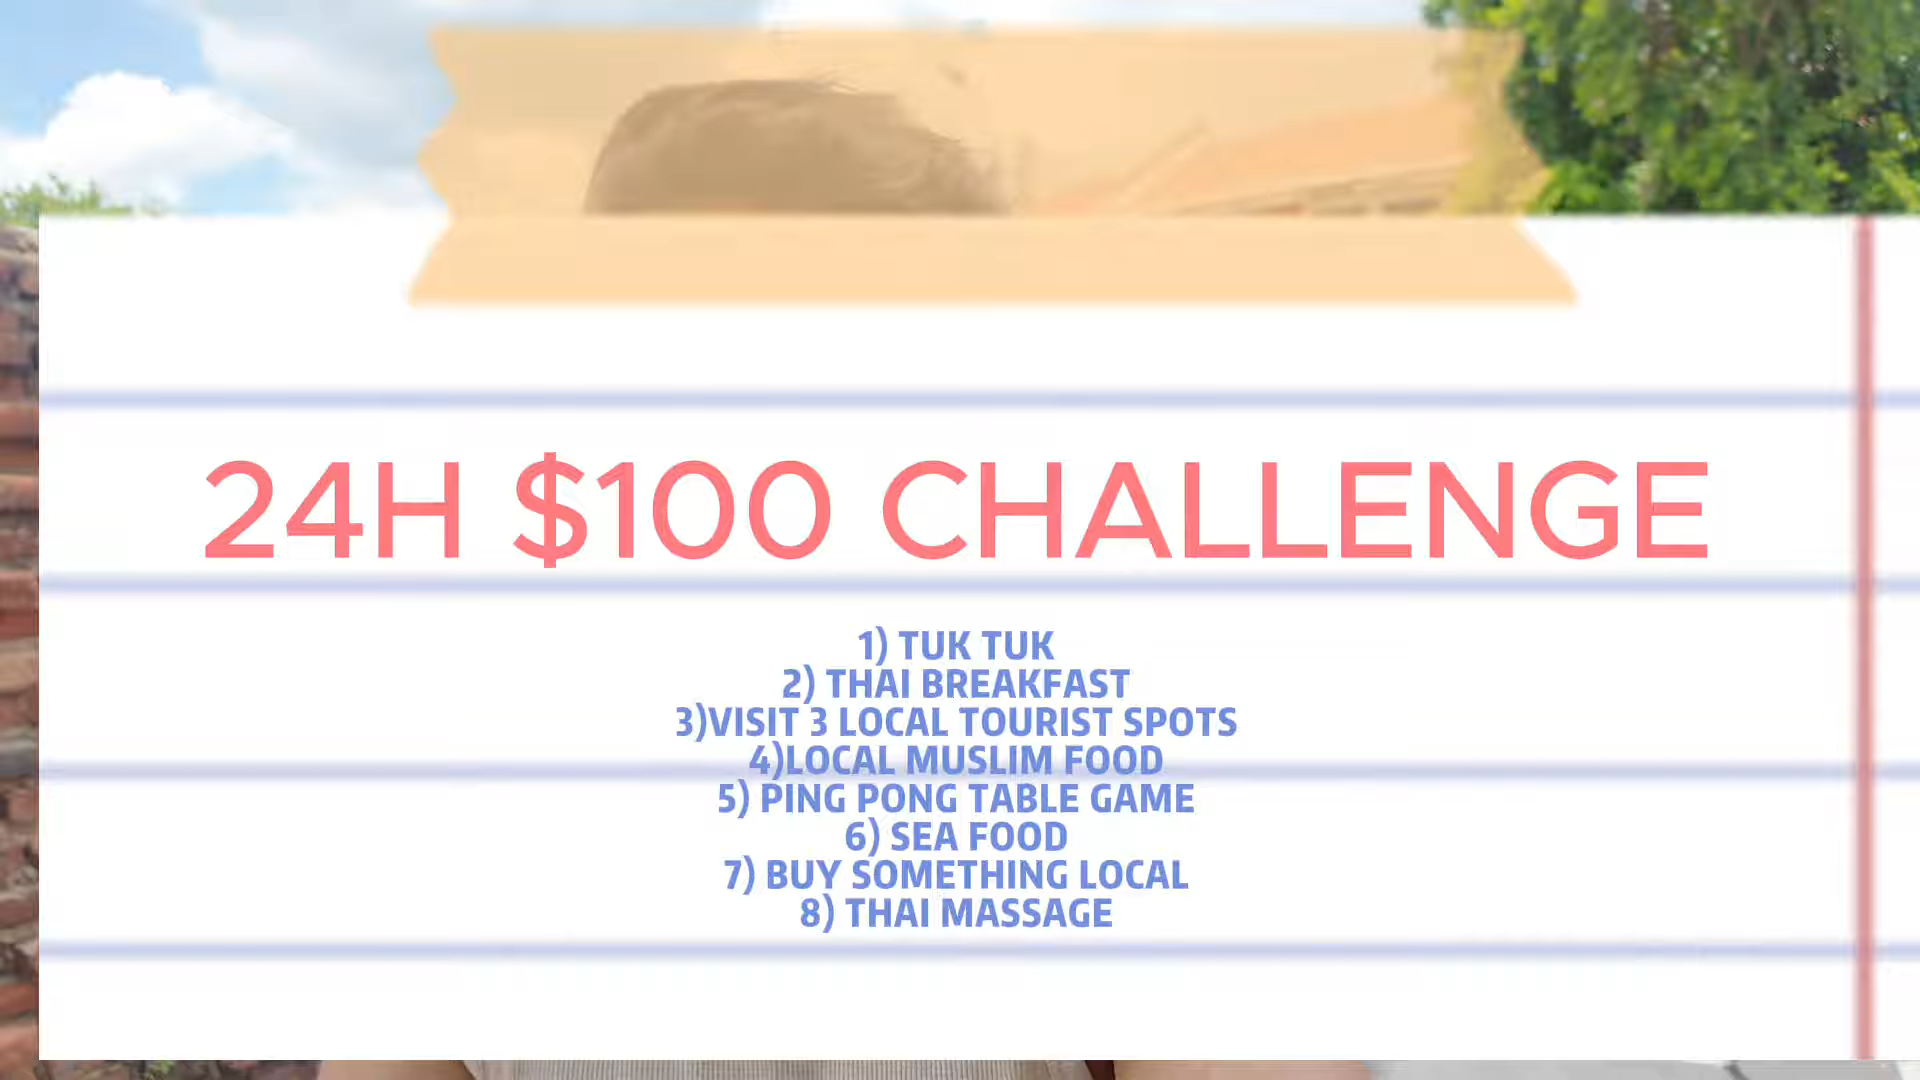 24H $100 CHALLENGE
1) TUK TUK
2) THAI BREAKFAST
3)VISIT 3 LOCAL TOURIST SPOTS
4)LOCAL MUSLIM FOOD
5) PING PONG TABLE GAME
6) SEA FOOD
7) BUY SOMETHING LOCAL
8) THAI MASSAGE